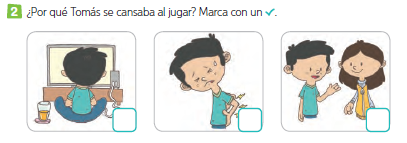 2 ¿Por qué Tomás se cansaba al jugar? Marca con un ✓.